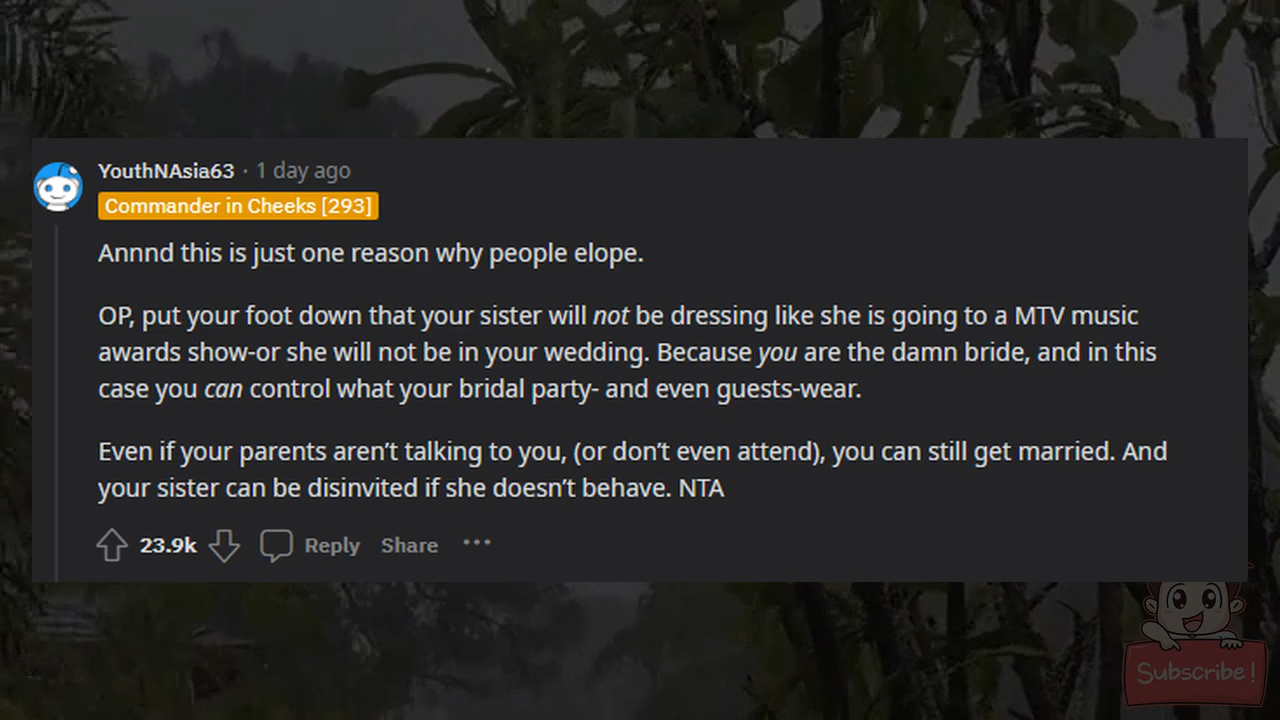 YouthNAsia63 · 1 day ago
Commander in Cheeks [293]
Annnd this is just one reason why people elope.
OP, put your foot down that your sister will not be dressing like she is going to a MTV music
awards show-or she will not be in your wedding. Because you are the damn bride, and in this
case you can control what your bridal party- and even guests-wear.
Even if your parents aren’t talking to you, (or don’t even attend), you can still get married. And
your sister can be disinvited if she doesn’t behave. NTA
23.9k Reply Share ···
Subscribe!